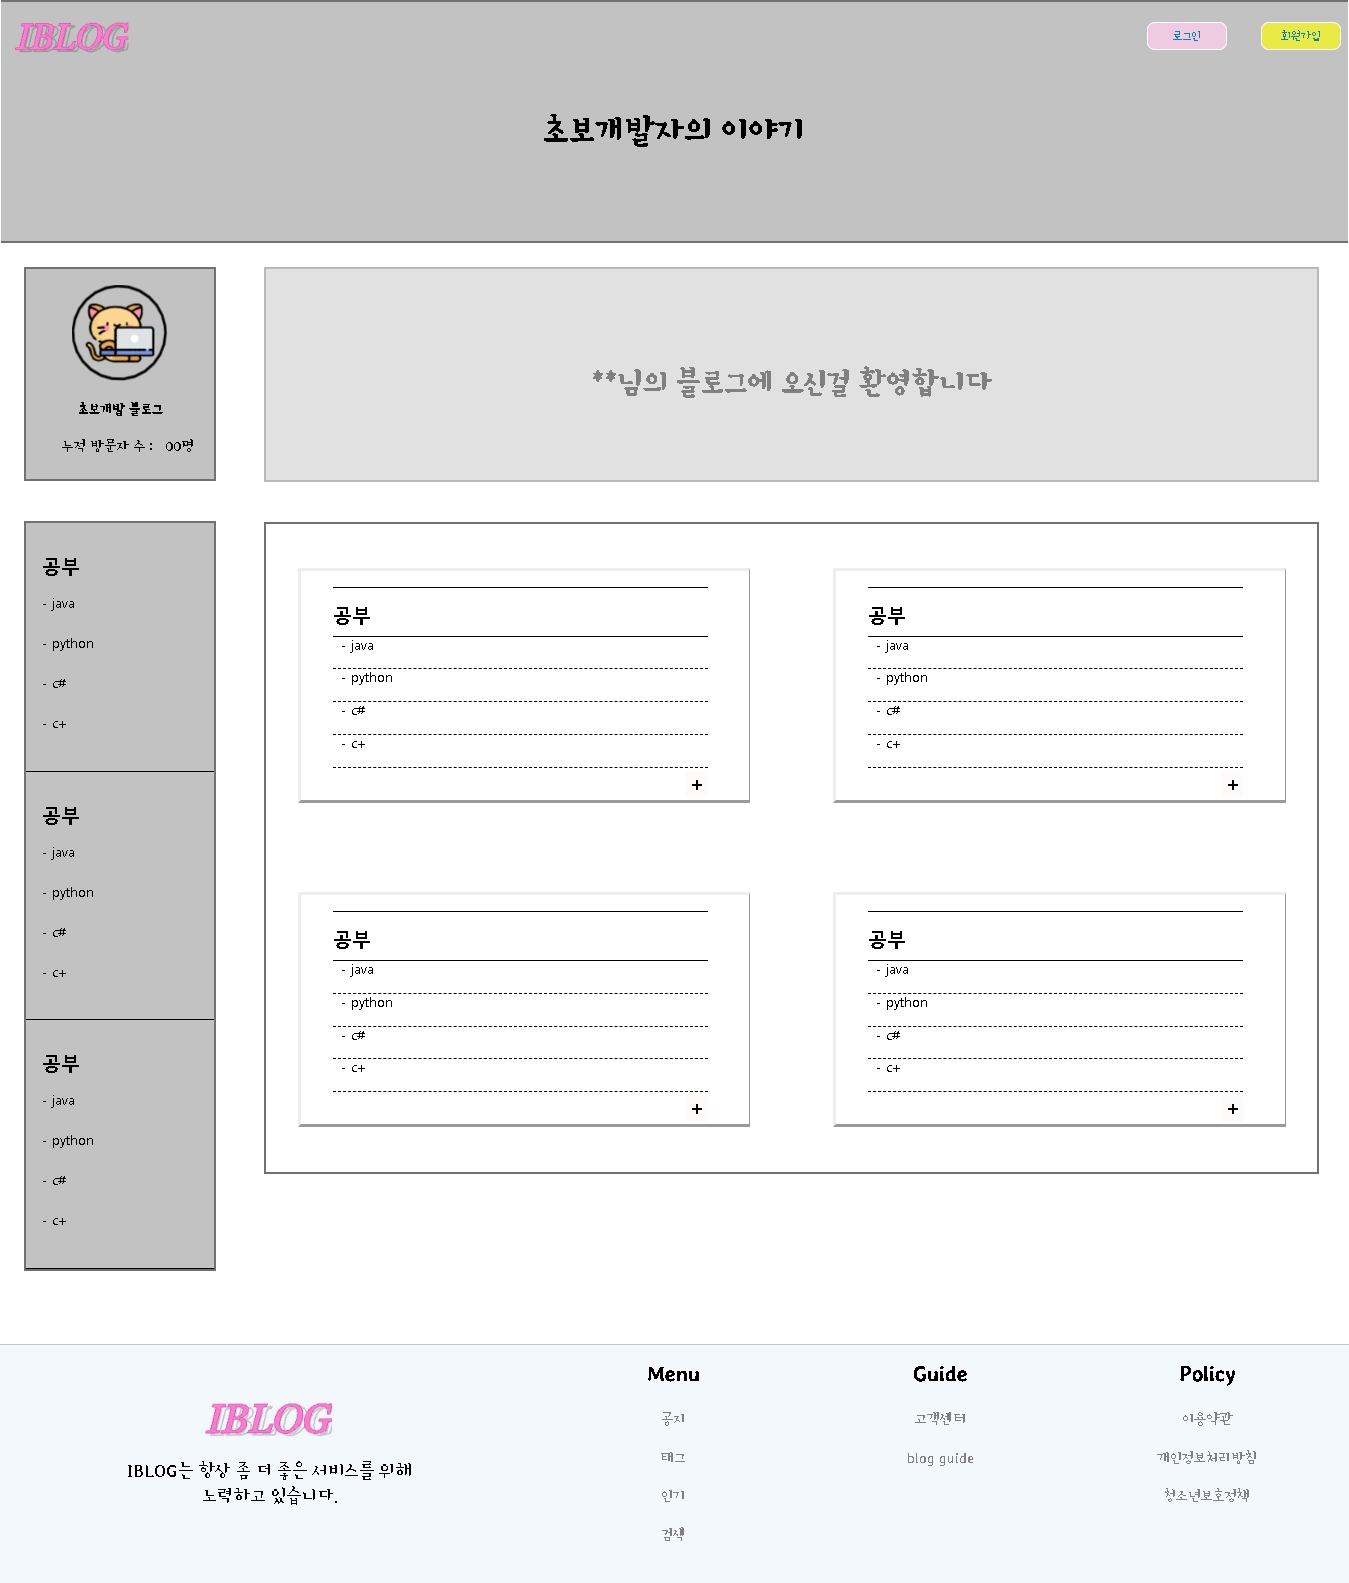 IBLOG
로그인
회원가입
초보개발자의 이야기
초보개발 블로그
누적 방문자 수 : 00명
**님의 블로그에 오신걸 환영합니다
공부
- java
- python
- c#
- c+
공부
- java
- python
- c#
- c+
공부
- java
- python
- c#
- c+
공부
- java
- python
- c#
- c+
+
공부
- java
- python
- c#
- c+
+
공부
- java
- python
- c#
- c+
+
공부
- java
- python
- c#
- c+
+
IBLOG
IBLOG는 항상 좀 더 좋은 서비스를 위해
노력하고 있습니다.
Menu
공지
태그
인기
검색
Guide
고객센터
blog guide
Policy
이용약관
개인정보처리방침
청소년보호정책